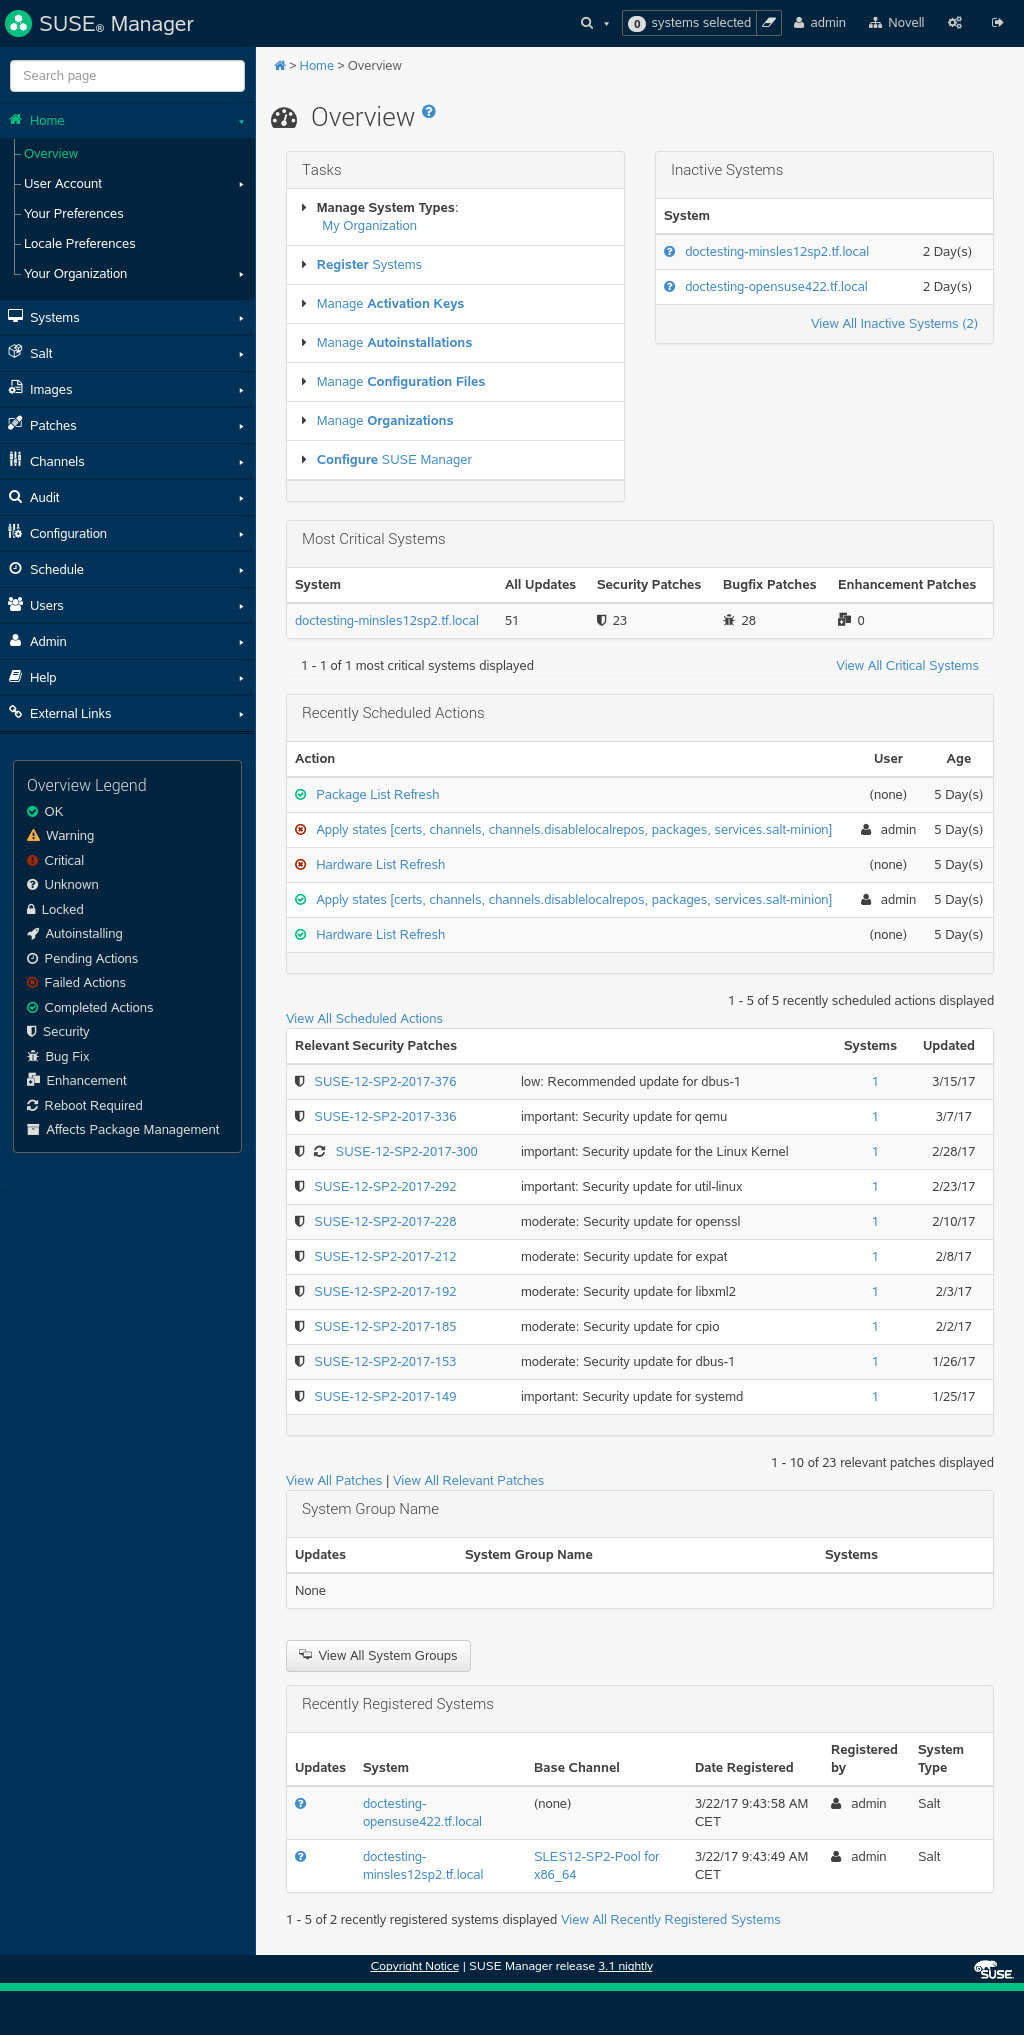 SUSE® Manager
0 systems selected
admin
Novell
Search page
Home
Overview
User Account
Your Preferences
Locale Preferences
Your Organization
Systems
Salt
Images
Patches
Channels
Audit
Configuration
Schedule
Users
Admin
Help
External Links
Overview Legend
OK
Warning
Critical
Unknown
Locked
Autoinstalling
Pending Actions
Failed Actions
Completed Actions
Security
Bug Fix
Enhancement
Reboot Required
Affects Package Management
> Home > Overview
Overview
Tasks
Manage System Types:
My Organization
Register Systems
Manage Activation Keys
Manage Autoinstallations
Manage Configuration Files
Manage Organizations
Configure SUSE Manager
Inactive Systems
System
doctesting-minsles12sp2.tf.local 2 Day(s)
doctesting-opensuse422.tf.local 2 Day(s)
View All Inactive Systems (2)
Most Critical Systems
System All Updates Security Patches Bugfix Patches Enhancement Patches
doctesting-minsles12sp2.tf.local 51 23 28 0
1 - 1 of 1 most critical systems displayed View All Critical Systems
Recently Scheduled Actions
Action User Age
Package List Refresh (none) 5 Day(s)
Apply states [certs, channels, channels.disablelocalrepos, packages, services.salt-minion] admin 5 Day(s)
Hardware List Refresh (none) 5 Day(s)
Apply states [certs, channels, channels.disablelocalrepos, packages, services.salt-minion] admin 5 Day(s)
Hardware List Refresh (none) 5 Day(s)
1 - 5 of 5 recently scheduled actions displayed
View All Scheduled Actions
Relevant Security Patches Systems Updated
SUSE-12-SP2-2017-376 low: Recommended update for dbus-1 1 3/15/17
SUSE-12-SP2-2017-336 important: Security update for qemu 1 3/7/17
SUSE-12-SP2-2017-300 important: Security update for the Linux Kernel 1 2/28/17
SUSE-12-SP2-2017-292 important: Security update for util-linux 1 2/23/17
SUSE-12-SP2-2017-228 moderate: Security update for openssl 1 2/10/17
SUSE-12-SP2-2017-212 moderate: Security update for expat 1 2/8/17
SUSE-12-SP2-2017-192 moderate: Security update for libxml2 1 2/3/17
SUSE-12-SP2-2017-185 moderate: Security update for cpio 1 2/2/17
SUSE-12-SP2-2017-153 moderate: Security update for dbus-1 1 1/26/17
SUSE-12-SP2-2017-149 important: Security update for systemd 1 1/25/17
1 - 10 of 23 relevant patches displayed
View All Patches | View All Relevant Patches
System Group Name
Updates System Group Name Systems
None
View All System Groups
Recently Registered Systems
Registered System
Updates System Base Channel Date Registered by Type
doctesting- (none) 3/22/17 9:43:58 AM admin Salt
opensuse422.tf.local CET
doctesting- SLES12-SP2-Pool for 3/22/17 9:43:49 AM admin Salt
minsles12sp2.tf.local x86_64 CET
1 - 5 of 2 recently registered systems displayed View All Recently Registered Systems
Copyright Notice | SUSE Manager release 3.1 nightly
SUSE.